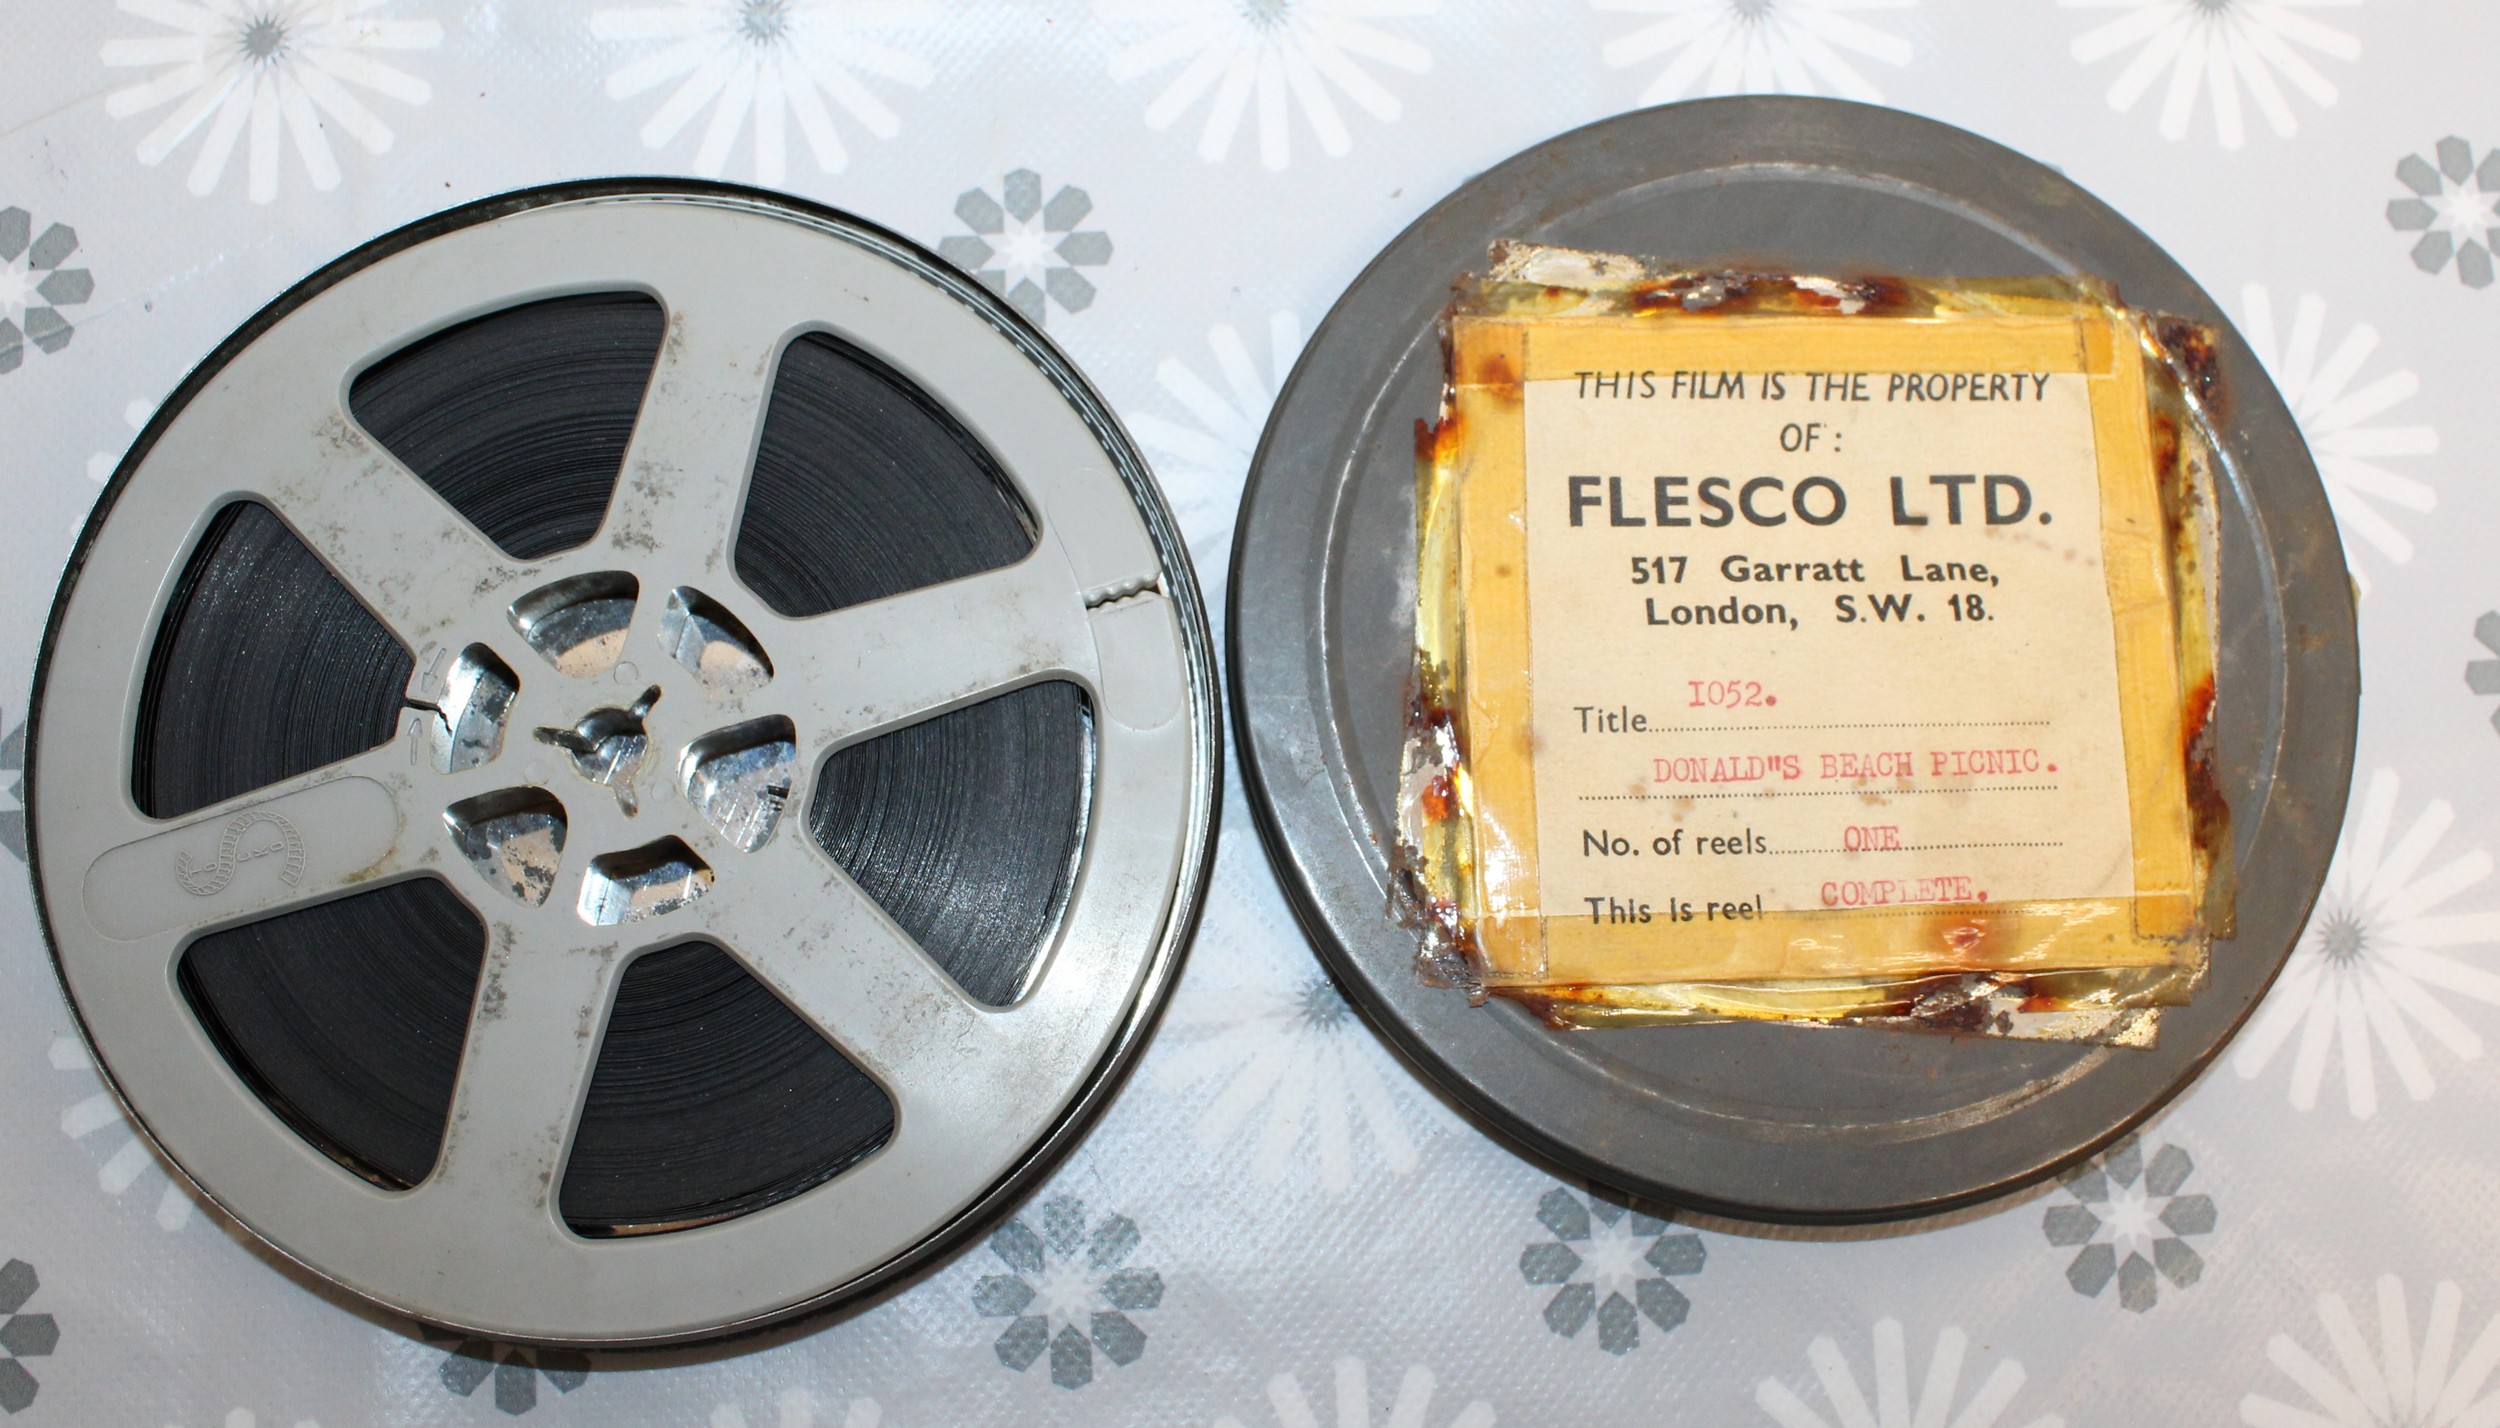 THIS FILM IS THE PROPERTY
OF :
FLESCO LTD.
517 Garratt Lane,
London, S.W. 18.
1052.
Title
DONALD"S BEACH PICNIC.
No. of reels ONE
This is reel COMPLETE.